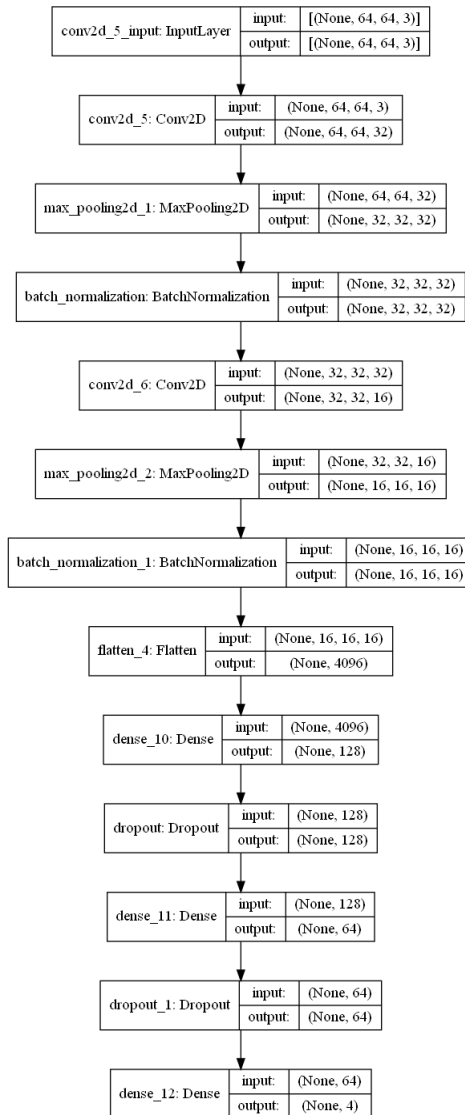 conv2d_5_input: InputLayer
input: [(None, 64, 64, 3)]
output: [(None, 64, 64, 3)]
conv2d_5: Conv2D
input: (None, 64, 64, 3)
output: (None, 64, 64, 32)
max_pooling2d_1: MaxPooling2D
input: (None, 64, 64, 32)
output: (None, 32, 32, 32)
batch_normalization: BatchNormalization
input: (None, 32, 32, 32)
output: (None, 32, 32, 32)
conv2d_6: Conv2D
input: (None, 32, 32, 32)
output: (None, 32, 32, 16)
max_pooling2d_2: MaxPooling2D
input: (None, 32, 32, 16)
output: (None, 16, 16, 16)
batch_normalization_1: BatchNormalization
input: (None, 16, 16, 16)
output: (None, 16, 16, 16)
flatten_4: Flatten
input: (None, 16, 16, 16)
output: (None, 4096)
dense_10: Dense
input: (None, 4096)
output: (None, 128)
dropout: Dropout
input: (None, 128)
output: (None, 128)
dense_11: Dense
input: (None, 128)
output: (None, 64)
dropout_1: Dropout
input: (None, 64)
output: (None, 64)
dense_12: Dense
input: (None, 64)
output: (None, 4)